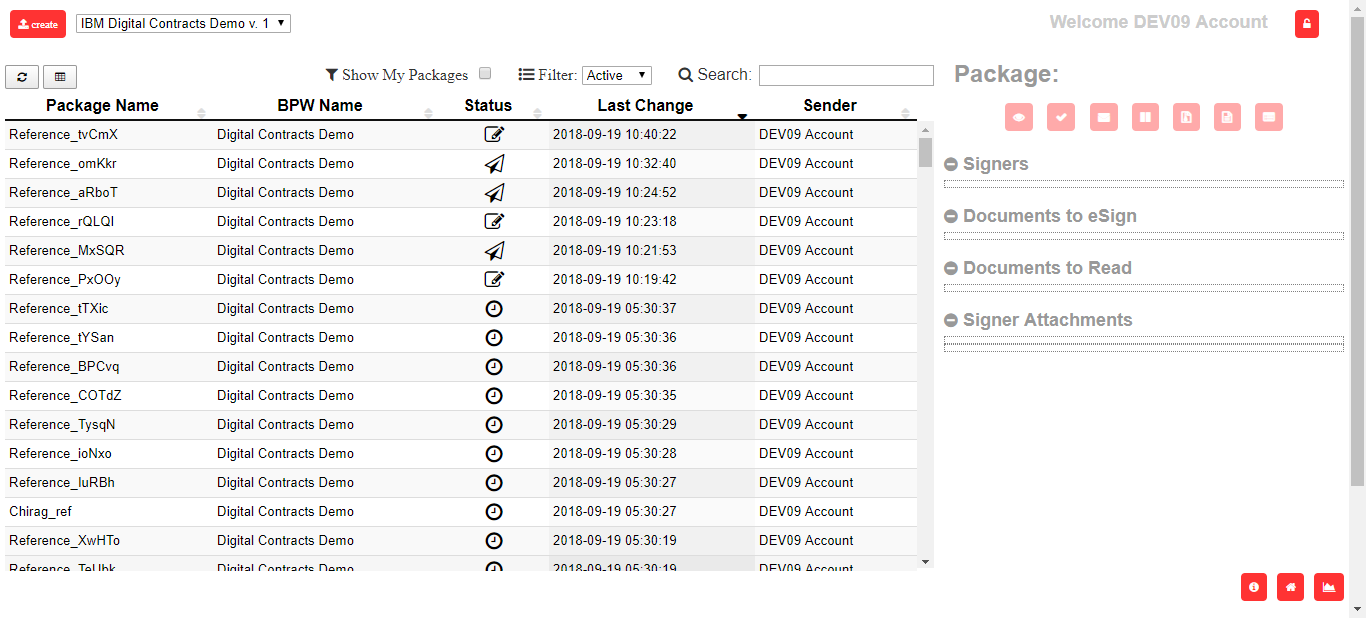 create IBM Digital Contracts Demo v. 1 Welcome DEV09 Account
Show My Packages Filter: Active Search: Package:
Package Name BPW Name Status Last Change Sender
Reference_tvCmX Digital Contracts Demo 2018-09-19 10:40:22 DEV09 Account
Reference_omKkr Digital Contracts Demo 2018-09-19 10:32:40 DEV09 Account
Reference_aRboT Digital Contracts Demo 2018-09-19 10:24:52 DEV09 Account
Reference_rQLQI Digital Contracts Demo 2018-09-19 10:23:18 DEV09 Account
Reference_MxSQR Digital Contracts Demo 2018-09-19 10:21:53 DEV09 Account
Reference_PxOOy Digital Contracts Demo 2018-09-19 10:19:42 DEV09 Account
Reference_tTXic Digital Contracts Demo 2018-09-19 05:30:37 DEV09 Account
Reference_tYSan Digital Contracts Demo 2018-09-19 05:30:36 DEV09 Account
Reference_BPCvq Digital Contracts Demo 2018-09-19 05:30:36 DEV09 Account
Reference_COTdZ Digital Contracts Demo 2018-09-19 05:30:35 DEV09 Account
Reference_TysqN Digital Contracts Demo 2018-09-19 05:30:29 DEV09 Account
Reference_ioNxo Digital Contracts Demo 2018-09-19 05:30:28 DEV09 Account
Reference_IuRBh Digital Contracts Demo 2018-09-19 05:30:27 DEV09 Account
Chirag_ref Digital Contracts Demo 2018-09-19 05:30:27 DEV09 Account
Reference_XwHTo Digital Contracts Demo 2018-09-19 05:30:19 DEV09 Account
Reference_TeUbk Digital Contracts Demo 2018-09-19 05:30:19 DEV09 Account
Signers
Documents to eSign
Documents to Read
Signer Attachments